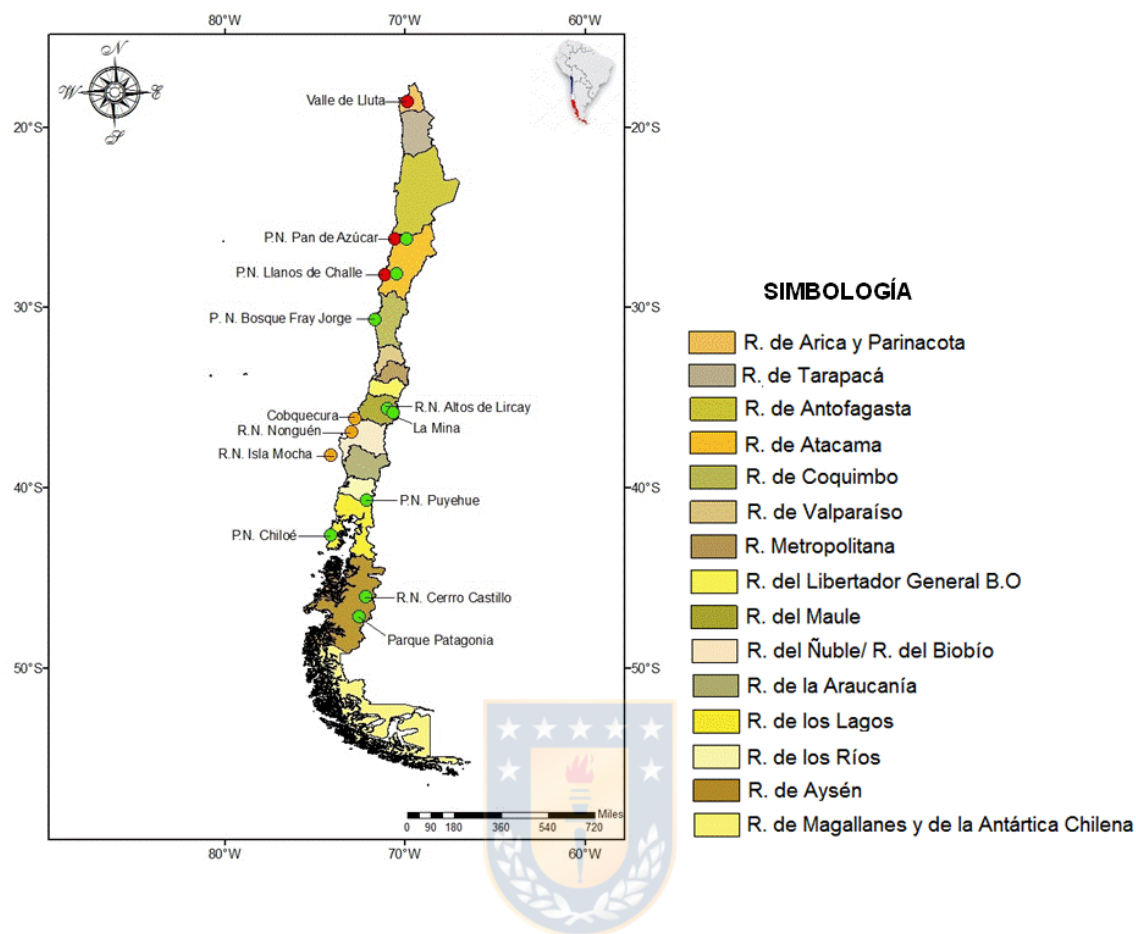 80°W 70°W 60°W
N
W E
S
Valle de Lluta
20°S 20°S
P.N. Pan de Azúcar
P.N. Llanos de Challe
30°S 30°S
P. N. Bosque Fray Jorge
R.N. Altos de Lircay
Cobquecura
La Mina
R.N. Nonguén
R.N. Isla Mocha
40°S 40°S
P.N. Puyehue
P.N. Chiloé
R.N. Cerrro Castillo
Parque Patagonia
50°S 50°S
Miles
0 90 180 360 540 720
80°W 70°W 60°W
SIMBOLOGÍA
R. de Arica y Parinacota
R. de Tarapacá
R. de Antofagasta
R. de Atacama
R. de Coquimbo
R. de Valparaíso
R. Metropolitana
R. del Libertador General B.O
R. del Maule
R. del Ñuble/ R. del Biobío
R. de la Araucanía
R. de los Lagos
R. de los Ríos
R. de Aysén
R. de Magallanes y de la Antártica Chilena